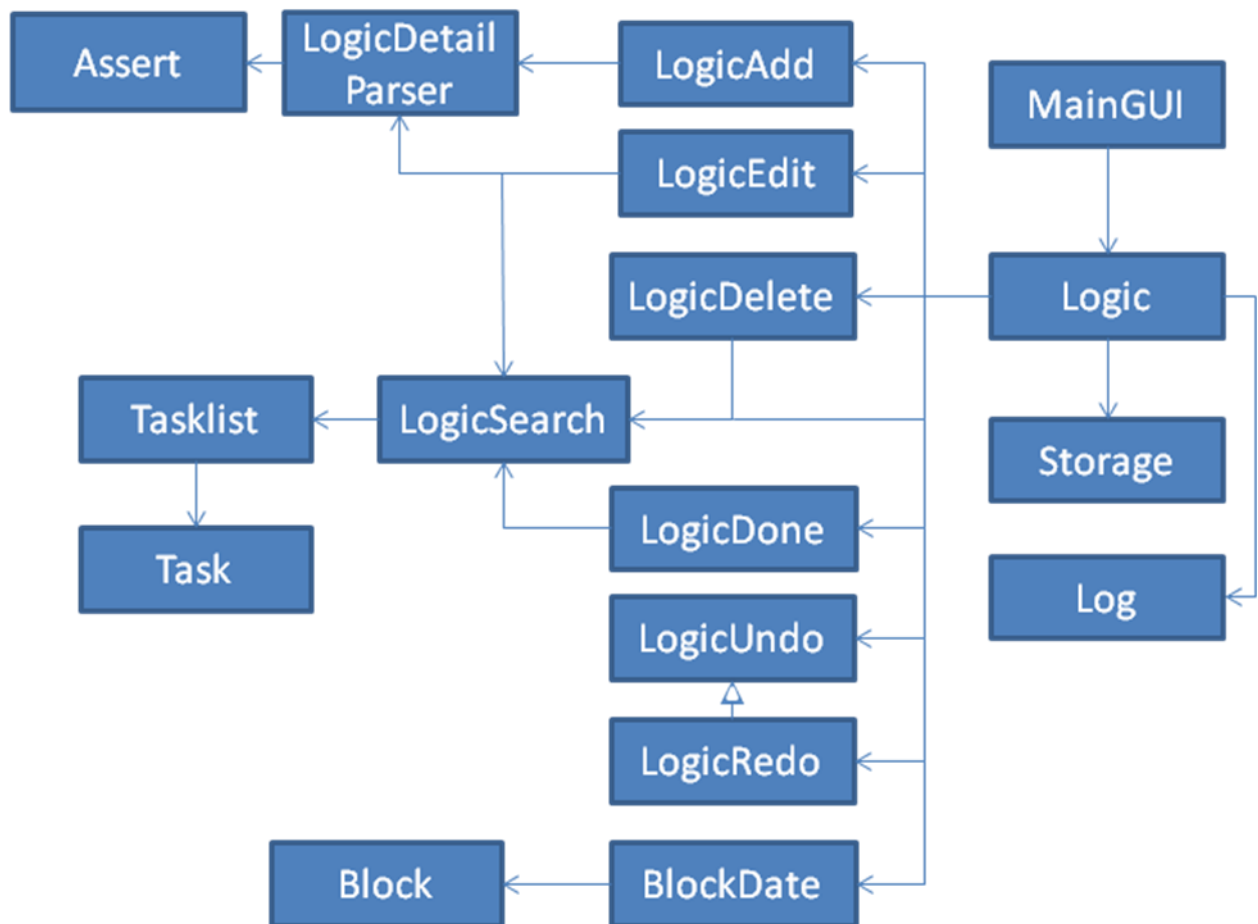 Assert
LogicDetail
Parser
LogicAdd
MainGUI
LogicEdit
LogicDelete
Logic
Tasklist
LogicSearch
Storage
Task
LogicDone
Log
LogicUndo
LogicRedo
Block
BlockDate